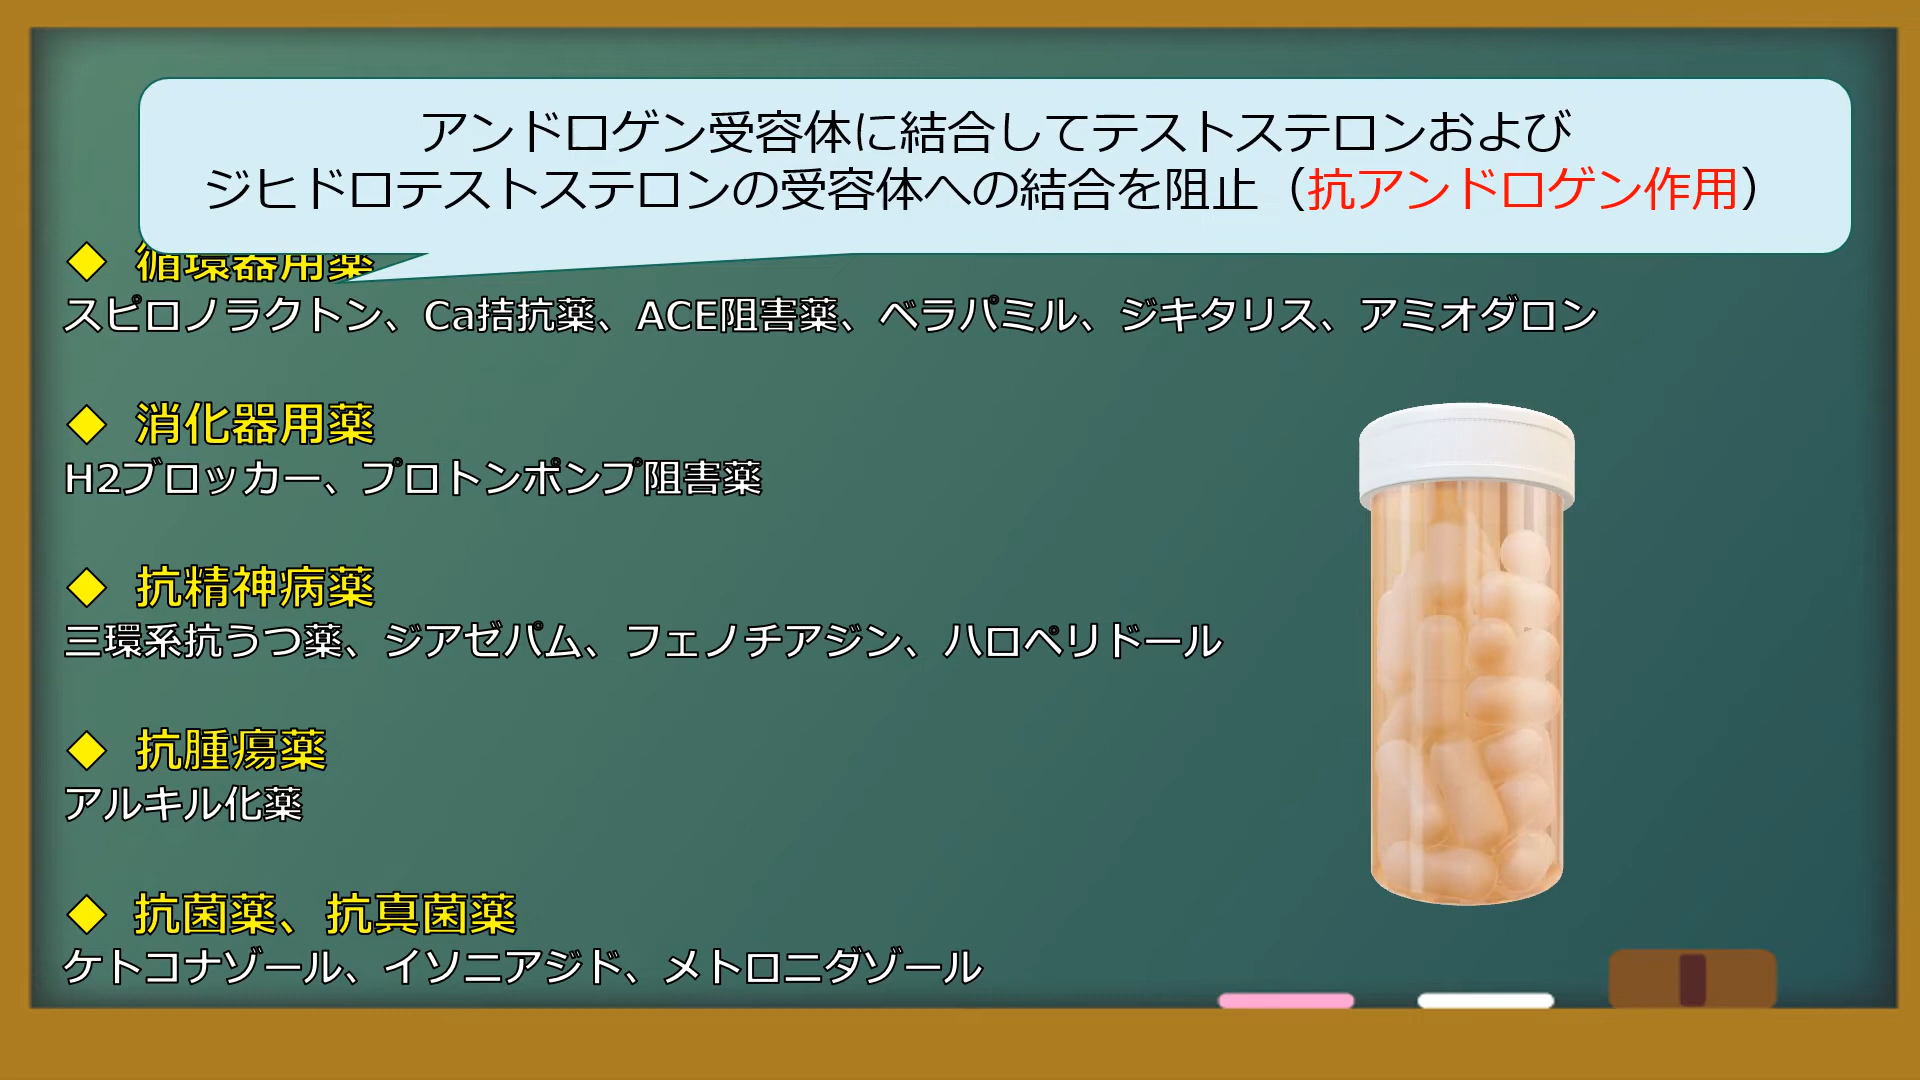 アンドロゲン受容体に結合してテストステロンおよび
ジヒドロテストステロンの受容体への結合を阻止（抗アンドロゲン作用）
◆ 循環器用薬
スピロノラクトン、Ca拮抗薬、ACE阻害薬、ベラパミル、ジキタリス、アミオダロン
◆ 消化器用薬
H2ブロッカー、プロトンポンプ阻害薬
◆ 抗精神病薬
三環系抗うつ薬、ジアゼパム、フェノチアジン、ハロペリドール
◆ 抗腫瘍薬
アルキル化薬
◆ 抗菌薬、抗真菌薬
ケトコナゾール、イソニアジド、メトロニダゾール